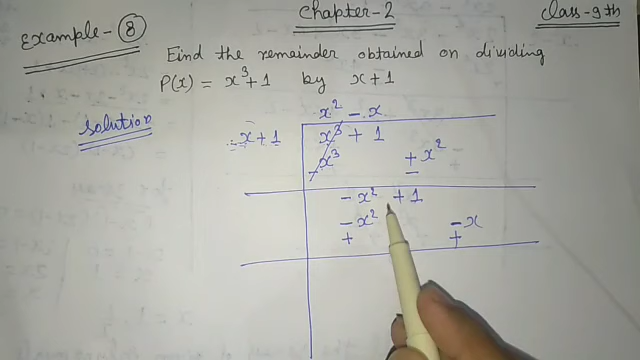 Chapter-2
Class-9th
Example-8
Find the remainder obtained on dividing
P(x) = x³+1 by x+1
Solution
x² - x
x+1 x³ + 1
x³ + x²
- -
- x² + 1
- x² - x
+ +